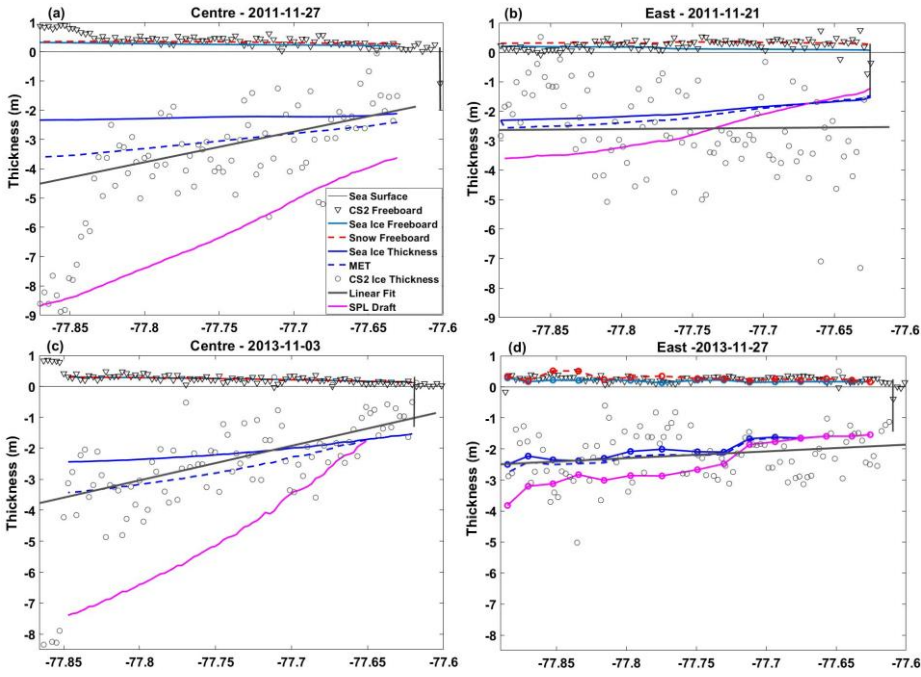 (a) Centre - 2011-11-27
1
0
-1
-2
-3
-4
-5
-6
-7
-8
-9
Thickness (m)
Sea Surface
CS2 Freeboard
Sea Ice Freeboard
Snow Freeboard
Sea Ice Thickness
MET
CS2 Ice Thickness
Linear Fit
SPL Draft
-77.85 -77.8 -77.75 -77.7 -77.65 -77.6
(b) East - 2011-11-21
1
0
-1
-2
-3
-4
-5
-6
-7
-8
-9
Thickness (m)
-77.85 -77.8 -77.75 -77.7 -77.65 -77.6
(c) Centre - 2013-11-03
1
0
-1
-2
-3
-4
-5
-6
-7
-8
Thickness (m)
-77.85 -77.8 -77.75 -77.7 -77.65 -77.6
(d) East -2013-11-27
1
0
-1
-2
-3
-4
-5
-6
-7
-8
Thickness (m)
-77.85 -77.8 -77.75 -77.7 -77.65 -77.6